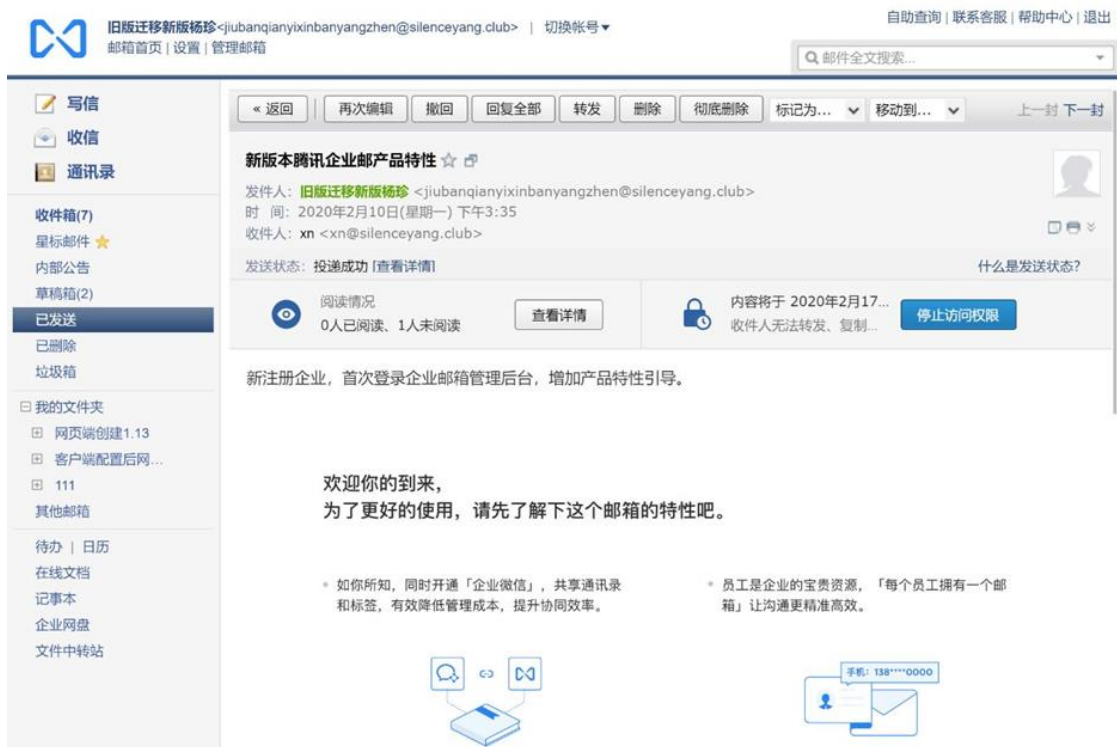 旧版迁移新版杨珍<jiubanqianyixinbanyangzhen@silenceyang.club> | 切换帐号▾
邮箱首页 | 设置 | 管理邮箱
自助查询 | 联系客服 | 帮助中心 | 退出
邮件全文搜索...
写信
收信
通讯录
收件箱(7)
星标邮件
内部公告
草稿箱(2)
已发送
已删除
垃圾箱
我的文件夹
网页端创建1.13
客户端配置后网...
111
其他邮箱
待办 | 日历
在线文档
记事本
企业网盘
文件中转站
« 返回 再次编辑 撤回 回复全部 转发 删除 彻底删除 标记为... 移动到... 上一封 下一封
新版本腾讯企业邮产品特性
发件人：旧版迁移新版杨珍 <jiubanqianyixinbanyangzhen@silenceyang.club>
时 间：2020年2月10日(星期一) 下午3:35
收件人：xn <xn@silenceyang.club>
发送状态：投递成功 [查看详情] 什么是发送状态?
阅读情况
0人已阅读、1人未阅读
查看详情
内容将于 2020年2月17...
收件人无法转发、复制...
停止访问权限
新注册企业，首次登录企业邮箱管理后台，增加产品特性引导。
欢迎你的到来，
为了更好的使用，请先了解下这个邮箱的特性吧。
如你所知，同时开通「企业微信」，共享通讯录
和标签，有效降低管理成本，提升协同效率。
员工是企业的宝贵资源，「每个员工拥有一个邮
箱」让沟通更精准高效。
手机：138****0000